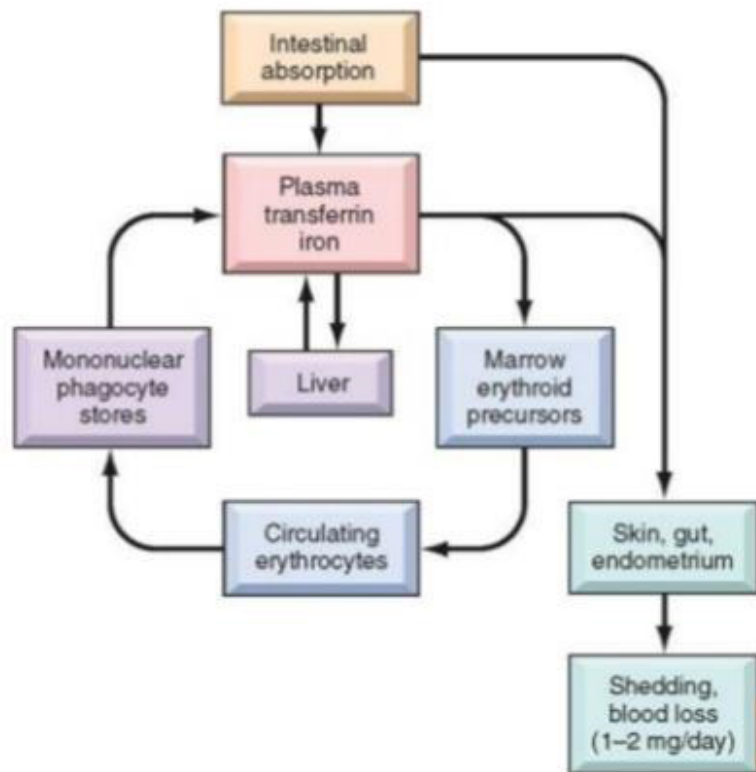 Intestinal
absorption
Plasma
transferrin
iron
Mononuclear
phagocyte
stores
Liver
Marrow
erythroid
precursors
Circulating
erythrocytes
Skin, gut,
endometrium
Shedding,
blood loss
(1–2 mg/day)